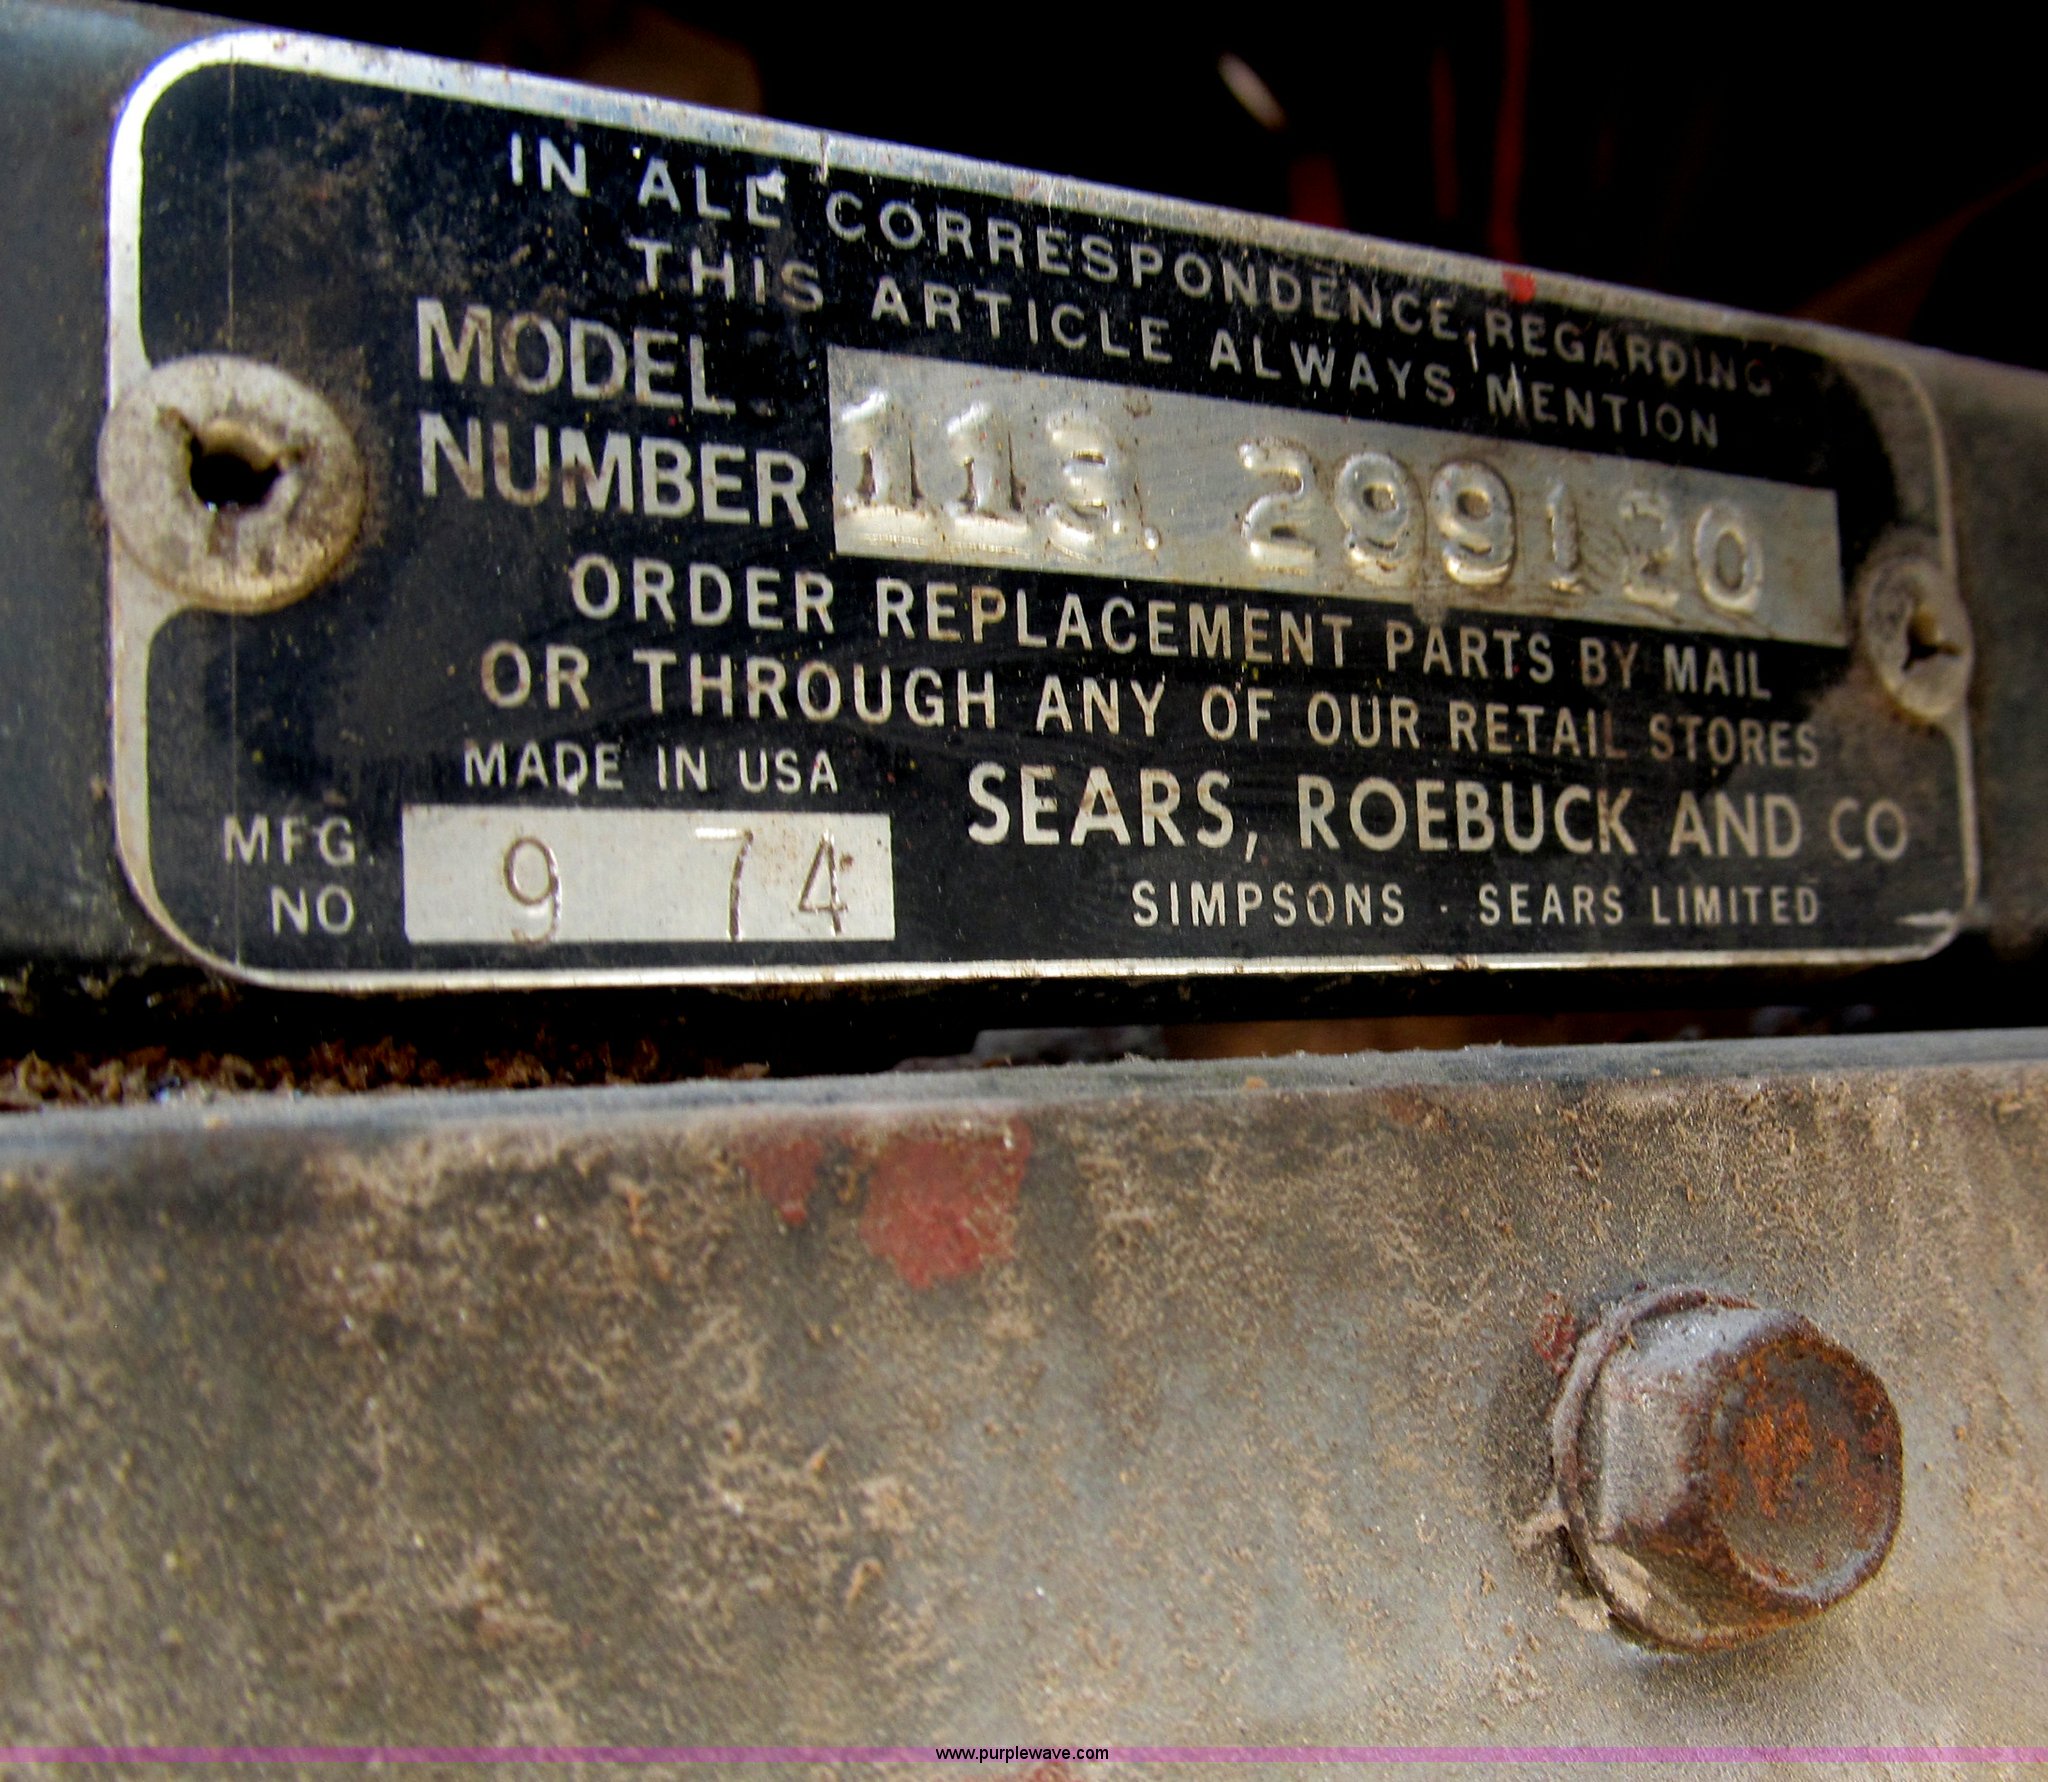 IN ALL CORRESPONDENCE REGARDING
THIS ARTICLE ALWAYS MENTION
MODEL
NUMBER 113. 299120
ORDER REPLACEMENT PARTS BY MAIL
OR THROUGH ANY OF OUR RETAIL STORES
MADE IN USA
SEARS, ROEBUCK AND CO
MFG.
NO 9 74
SIMPSONS - SEARS LIMITED
www.purplewave.com